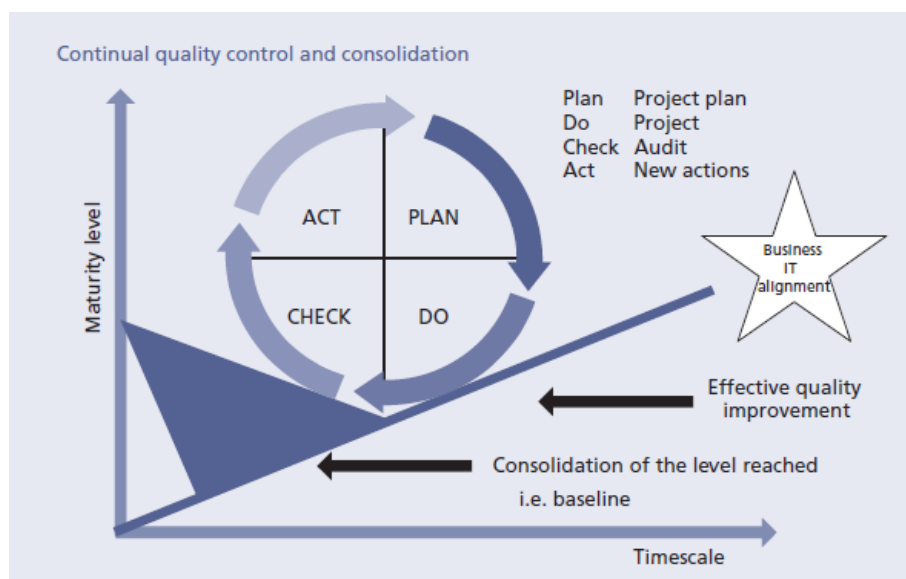 Continual quality control and consolidation
Plan Project plan
Do Project
Check Audit
Act New actions
Maturity level
ACT PLAN
CHECK DO
Business
IT
alignment
Effective quality
improvement
Consolidation of the level reached
i.e. baseline
Timescale